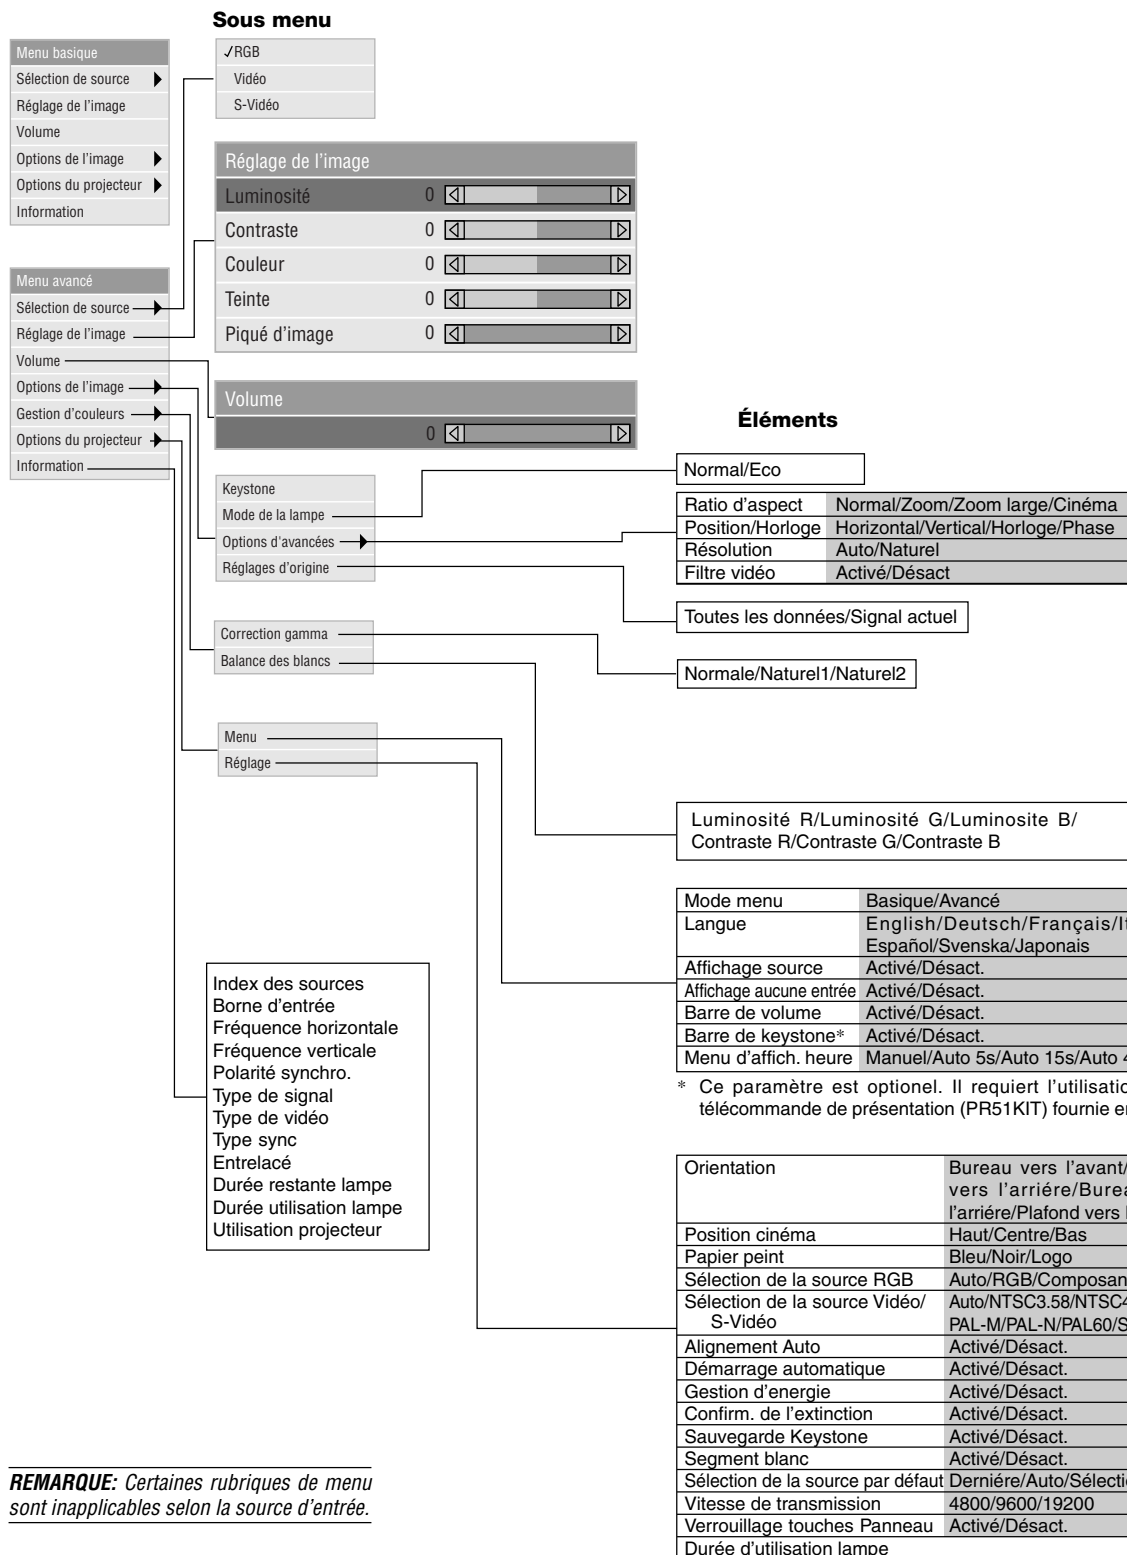 Sous menu
Menu basique
Sélection de source
Réglage de l'image
Volume
Options de l'image
Options du projecteur
Information
✓RGB
Vidéo
S-Vidéo
Réglage de l'image
Luminosité 0
Contraste 0
Couleur 0
Teinte 0
Piqué d'image 0
Menu avancé
Sélection de source
Réglage de l'image
Volume
Options de l'image
Gestion d'couleurs
Options du projecteur
Information
Volume
0
Éléments
Keystone
Mode de la lampe
Options d'avancées
Réglages d'origine
Normal/Eco
Ratio d'aspect Normal/Zoom/Zoom large/Cinéma
Position/Horloge Horizontal/Vertical/Horloge/Phase
Résolution Auto/Naturel
Filtre vidéo Activé/Désact
Toutes les données/Signal actuel
Correction gamma
Balance des blancs
Normale/Naturel1/Naturel2
Menu
Réglage
Luminosité R/Luminosité G/Luminosite B/
Contraste R/Contraste G/Contraste B
Mode menu Basique/Avancé
Langue English/Deutsch/Français/
Español/Svenska/Japonais
Affichage source Activé/Désact.
Affichage aucune entrée Activé/Désact.
Barre de volume Activé/Désact.
Barre de keystone* Activé/Désact.
Menu d'affich. heure Manuel/Auto 5s/Auto 15s/Auto
* Ce paramètre est optionel. Il requiert
télécommande de présentation (PR51KIT) fournie
Index des sources
Borne d'entrée
Fréquence horizontale
Fréquence verticale
Polarité synchro.
Type de signal
Type de vidéo
Type sync
Entrelacé
Durée restante lampe
Durée utilisation lampe
Utilisation projecteur
Orientation Bureau vers l'avant/
vers l'arriére/
l'arriére/Plafond vers
Position cinéma Haut/Centre/Bas
Papier peint Bleu/Noir/Logo
Sélection de la source RGB Auto/RGB/
Sélection de la source Vidéo/ Auto/NTSC3.58/
S-Vidéo PAL-M/PAL-N/PAL60/
Alignement Auto Activé/Désact.
Démarrage automatique Activé/Désact.
Gestion d'energie Activé/Désact.
Confirm. de l'extinction Activé/Désact.
Sauvegarde Keystone Activé/Désact.
Segment blanc Activé/Désact.
Sélection de la source par défaut Derniére/Auto/
Vitesse de transmission 4800/9600/19200
Verrouillage touches Panneau Activé/Désact.
Durée d'utilisation lampe
REMARQUE: Certaines rubriques de menu
sont inapplicables selon la source d'entrée.